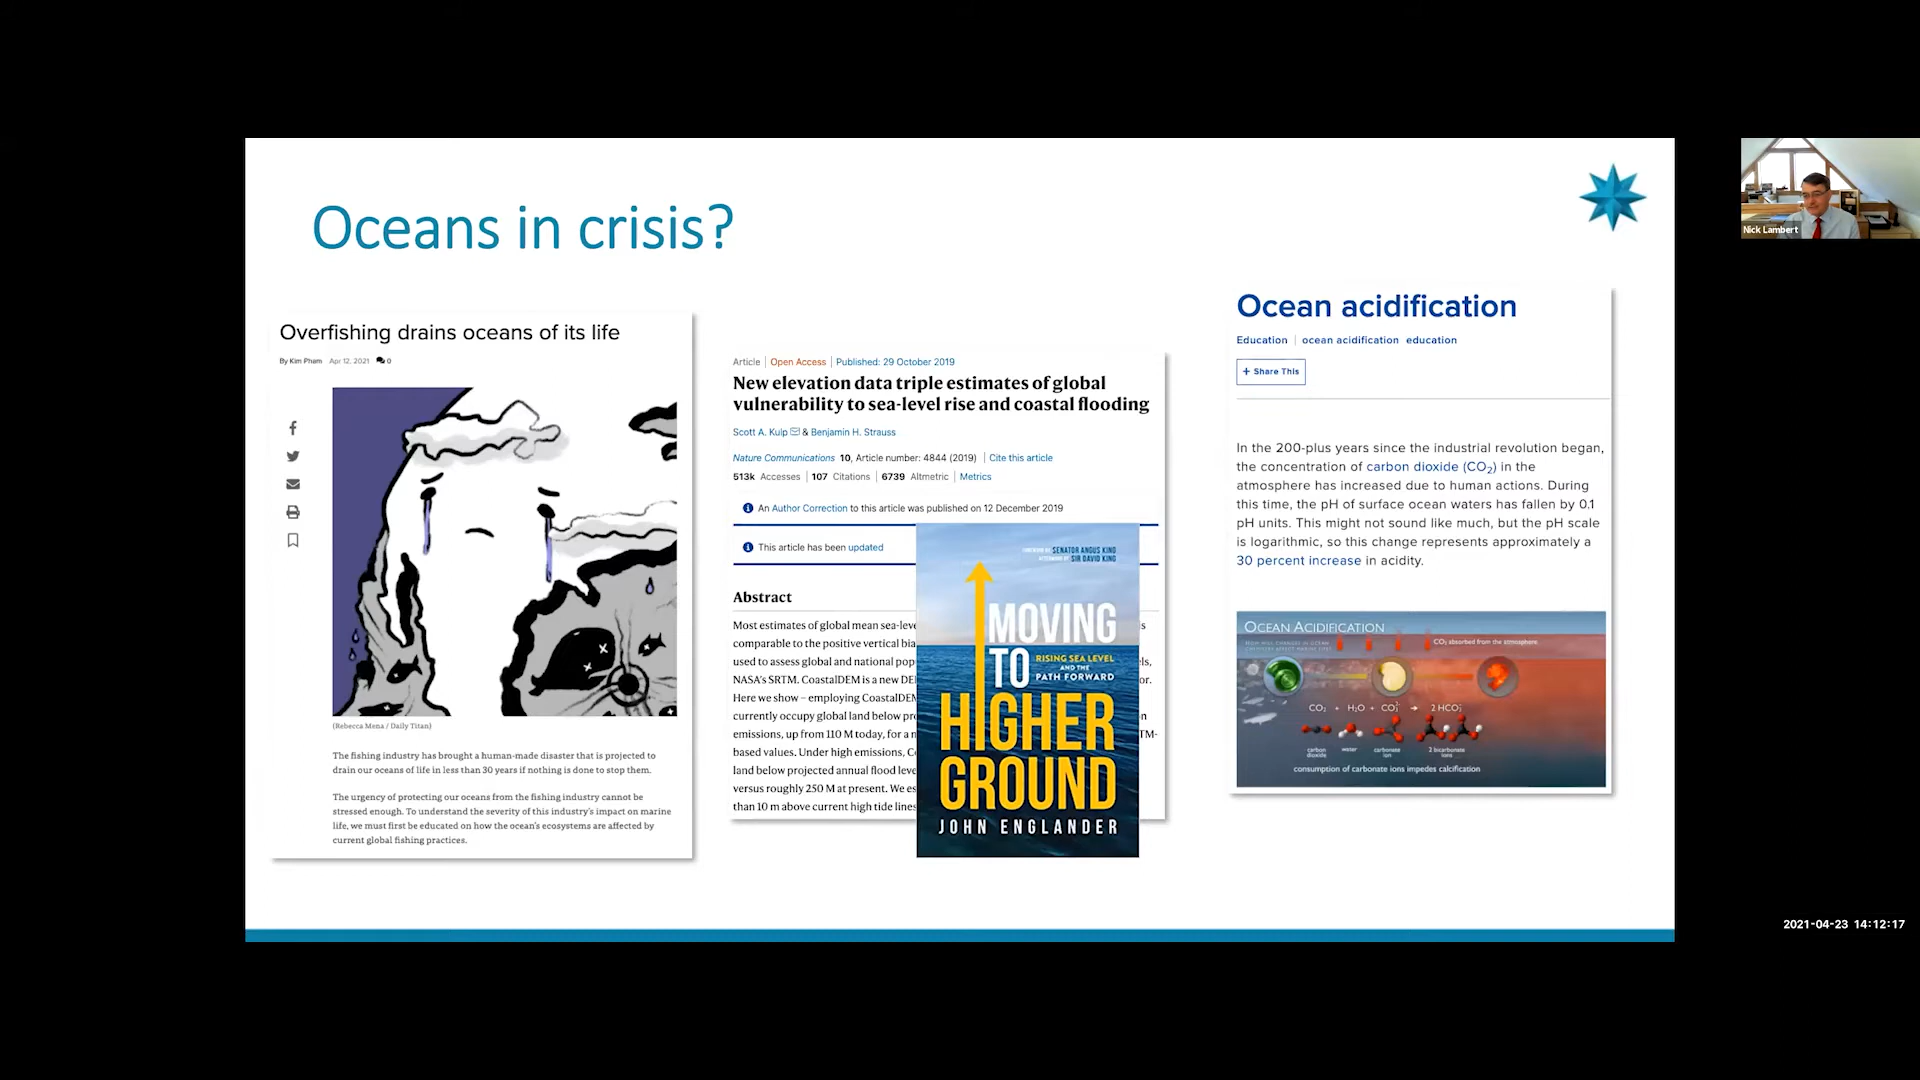 Oceans in crisis?
Nick Lambert
Overfishing drains oceans of its life
By Kim Pham Apr 12, 2021 0
(Rebecca Mena / Daily Titan)
The fishing industry has brought a human-made disaster that is projected to
drain our oceans of life in less than 30 years if nothing is done to stop them.
The urgency of protecting our oceans from the fishing industry cannot be
stressed enough. To understand the severity of this industry's impact on marine
life, we must first be educated on how the ocean's ecosystems are affected by
current global fishing practices.
Article | Open Access | Published: 29 October 2019
New elevation data triple estimates of global
vulnerability to sea-level rise and coastal flooding
Scott A. Kulp & Benjamin H. Strauss
Nature Communications 10, Article number: 4844 (2019) | Cite this article
513k Accesses | 107 Citations | 6739 Altmetric | Metrics
An Author Correction to this article was published on 12 December 2019
This article has been updated
Abstract
Most estimates of global mean sea-leve
comparable to the positive vertical bia
used to assess global and national pop
NASA's SRTM. CoastalDEM is a new DE
Here we show – employing CoastalDEM
currently occupy global land below pro
emissions, up from 110 M today, for a n
based values. Under high emissions, C
land below projected annual flood leve
versus roughly 250 M at present. We es
than 10 m above current high tide lines
SENATOR ANGUS KING
SIR DAVID KING
MOVING
TO
RISING SEA LEVEL
AND THE
PATH FORWARD
HIGHER
GROUND
JOHN ENGLANDER
Ocean acidification
Education | ocean acidification education
+ Share This
In the 200-plus years since the industrial revolution began,
the concentration of carbon dioxide (CO2) in the
atmosphere has increased due to human actions. During
this time, the pH of surface ocean waters has fallen by 0.1
pH units. This might not sound like much, but the pH scale
is logarithmic, so this change represents approximately a
30 percent increase in acidity.
OCEAN ACIDIFICATION
CO2 absorbed from the atmosphere
CO2 + H2O + CO3 2- → 2 HCO3-
carbon dioxide
water
carbonate ion
2 bicarbonate ions
consumption of carbonate ions impedes calcification
2021-04-23 14:12:17